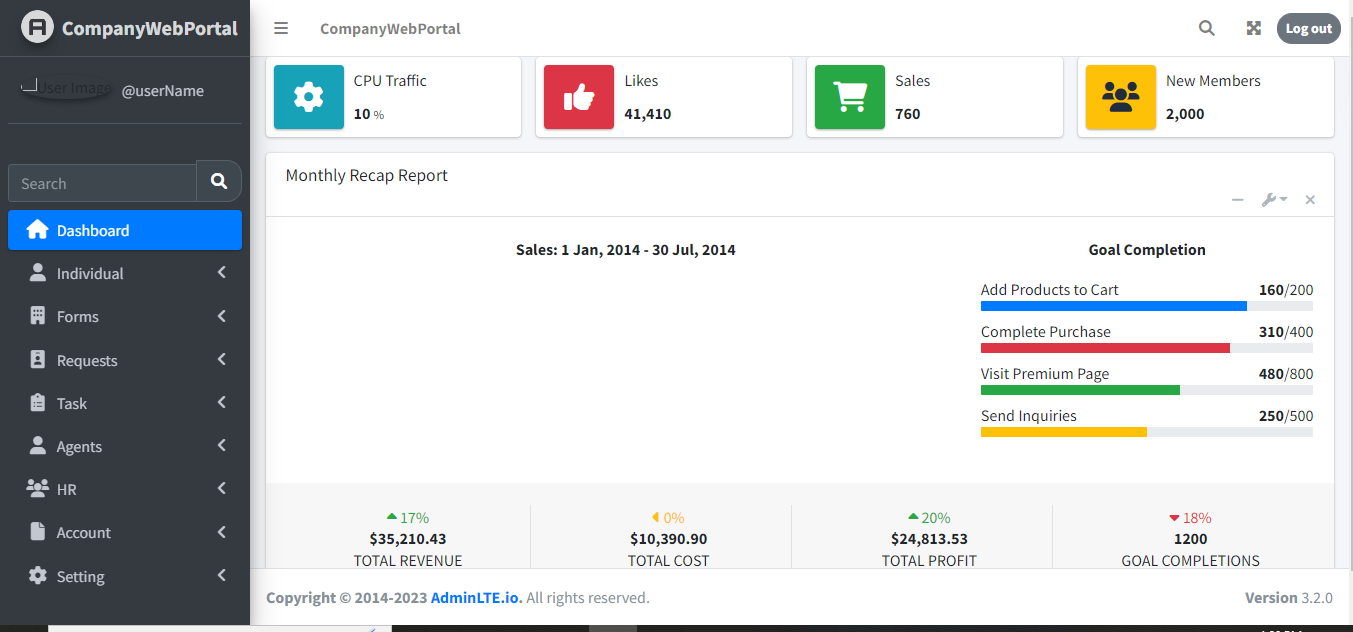 CompanyWebPortal
CompanyWebPortal
Log out
User Image
@userName
Search
Dashboard
Individual
Forms
Requests
Task
Agents
HR
Account
Setting
CPU Traffic
10 %
Likes
41,410
Sales
760
New Members
2,000
Monthly Recap Report
Sales: 1 Jan, 2014 - 30 Jul, 2014
Goal Completion
Add Products to Cart 160/200
Complete Purchase 310/400
Visit Premium Page 480/800
Send Inquiries 250/500
17%
$35,210.43
TOTAL REVENUE
0%
$10,390.90
TOTAL COST
20%
$24,813.53
TOTAL PROFIT
18%
1200
GOAL COMPLETIONS
Copyright © 2014-2023 AdminLTE.io. All rights reserved.
Version 3.2.0